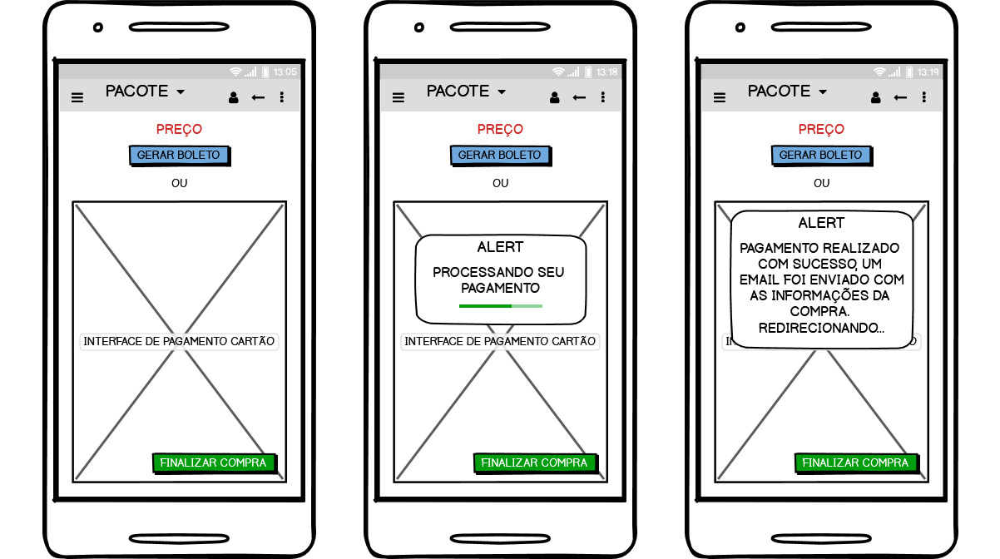 13:05
PACOTE
PREÇO
GERAR BOLETO
OU
INTERFACE DE PAGAMENTO CARTÃO
FINALIZAR COMPRA
13:18
PACOTE
PREÇO
GERAR BOLETO
OU
ALERT
PROCESSANDO SEU
PAGAMENTO
INTERFACE DE PAGAMENTO CARTÃO
FINALIZAR COMPRA
13:19
PACOTE
PREÇO
GERAR BOLETO
OU
ALERT
PAGAMENTO REALIZADO
COM SUCESSO, UM
EMAIL FOI ENVIADO COM
AS INFORMAÇÕES DA
COMPRA.
REDIRECIONANDO...
FINALIZAR COMPRA